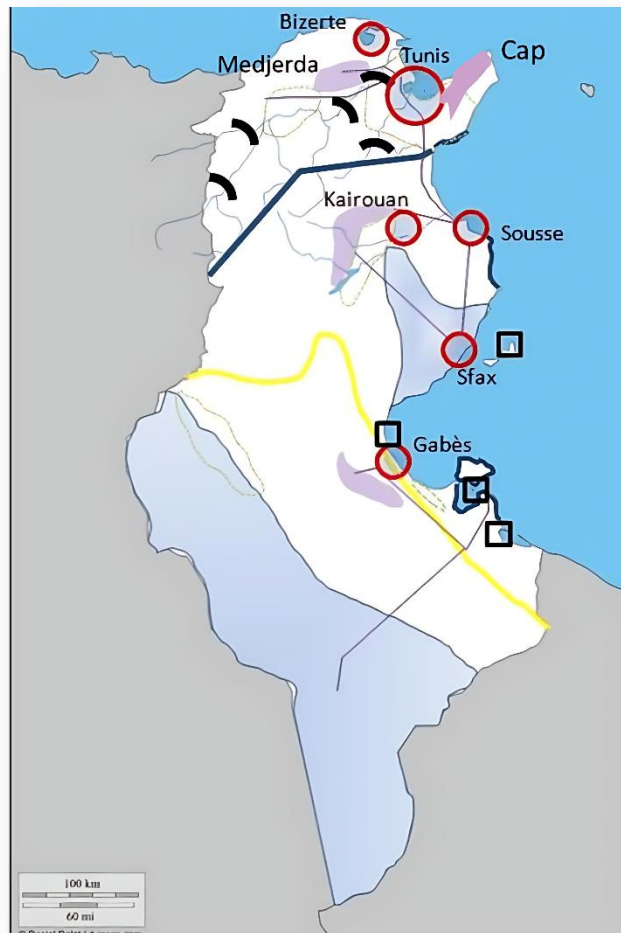 Bizerte
Tunis
Medjerda
Cap
Kairouan
Sousse
Sfax
Gabès
100 km
60 mi